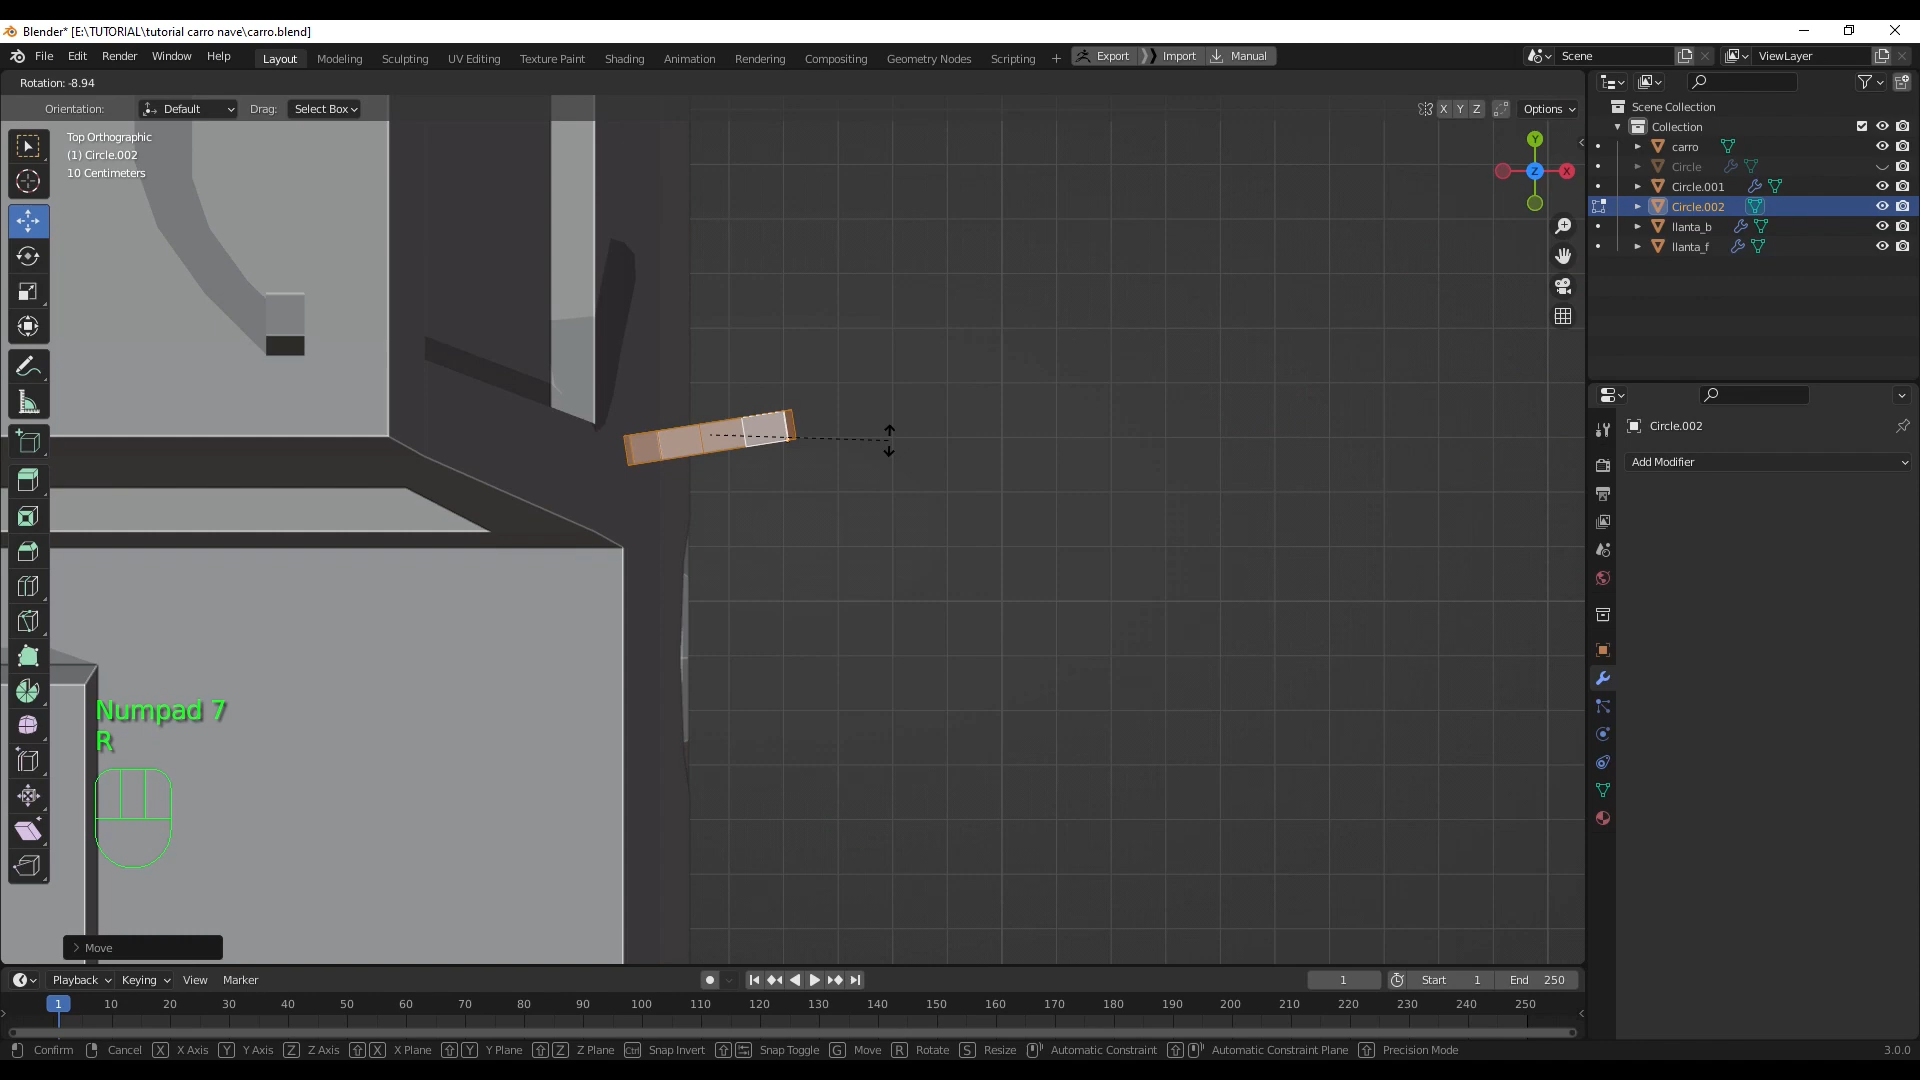 Blender* [E:\TUTORIAL\tutorial carro nave\carro.blend]
File Edit Render Window Help Layout Modeling Sculpting UV Editing Texture Paint Shading Animation Rendering Compositing Geometry Nodes Scripting + Export Import Manual Scene ViewLayer
Rotation: -8.94
Orientation: Default Drag: Select Box X Y Z Options
Top Orthographic
(1) Circle.002
10 Centimeters
Y
Z X
Scene Collection
Collection
carro
Circle
Circle.001
Circle.002
llanta_b
llanta_f
Circle.002
Add Modifier
Numpad 7
R
Move
Playback Keying View Marker 1 Start 1 End 250
1 10 20 30 40 50 60 70 80 90 100 110 120 130 140 150 160 170 180 190 200 210 220 230 240 250
Confirm Cancel X X Axis Y Y Axis Z Z Axis X X Plane Y Y Plane Z Z Plane Ctrl Snap Invert Snap Toggle G Move R Rotate S Resize Automatic Constraint Automatic Constraint Plane Precision Mode 3.0.0